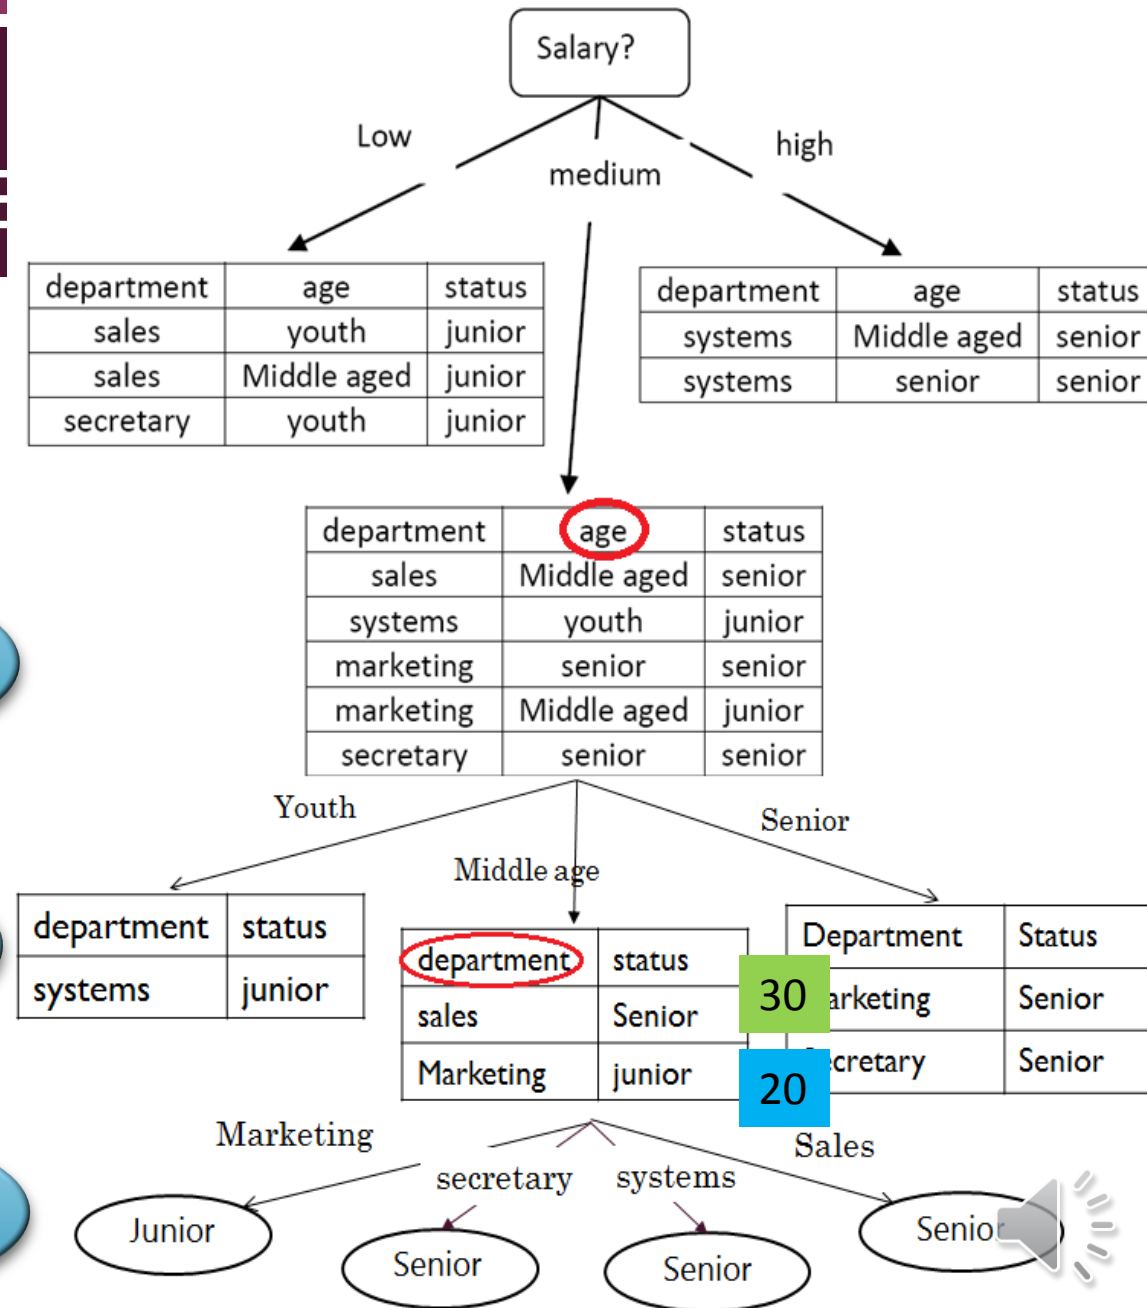 Salary?
Low
medium
high
department age status
sales youth junior
sales Middle aged junior
secretary youth junior
department age status
systems Middle aged senior
systems senior senior
department age status
sales Middle aged senior
systems youth junior
marketing senior senior
marketing Middle aged junior
secretary senior senior
Youth
Middle age
Senior
department status
systems junior
department status
sales Senior
Marketing junior
30
20
Department Status
arketing Senior
cretary Senior
Marketing
secretary
systems
Sales
Junior
Senior
Senior
Senior